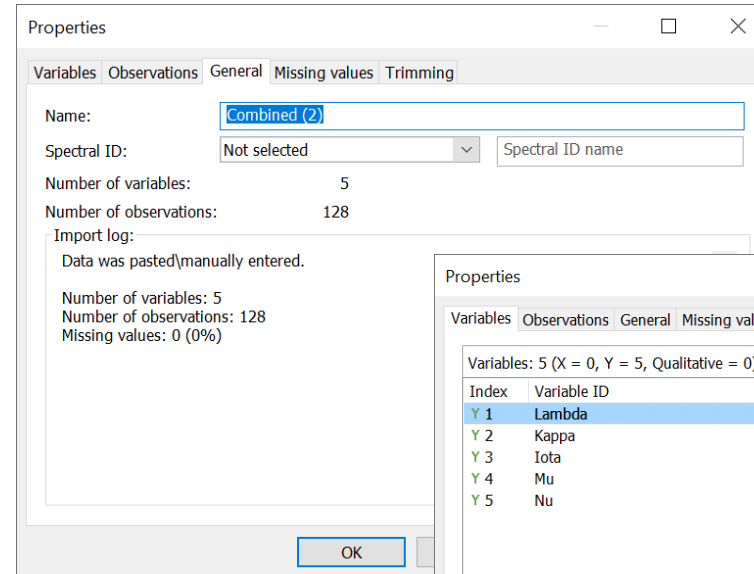 Properties
Variables Observations General Missing values Trimming
Name: Combined (2)
Spectral ID: Not selected Spectral ID name
Number of variables: 5
Number of observations: 128
Import log:
Data was pasted\manually entered.
Number of variables: 5
Number of observations: 128
Missing values: 0 (0%)
OK
Properties
Variables Observations General Missing val
Variables: 5 (X = 0, Y = 5, Qualitative = 0)
Index Variable ID
Y 1 Lambda
Y 2 Kappa
Y 3 Iota
Y 4 Mu
Y 5 Nu